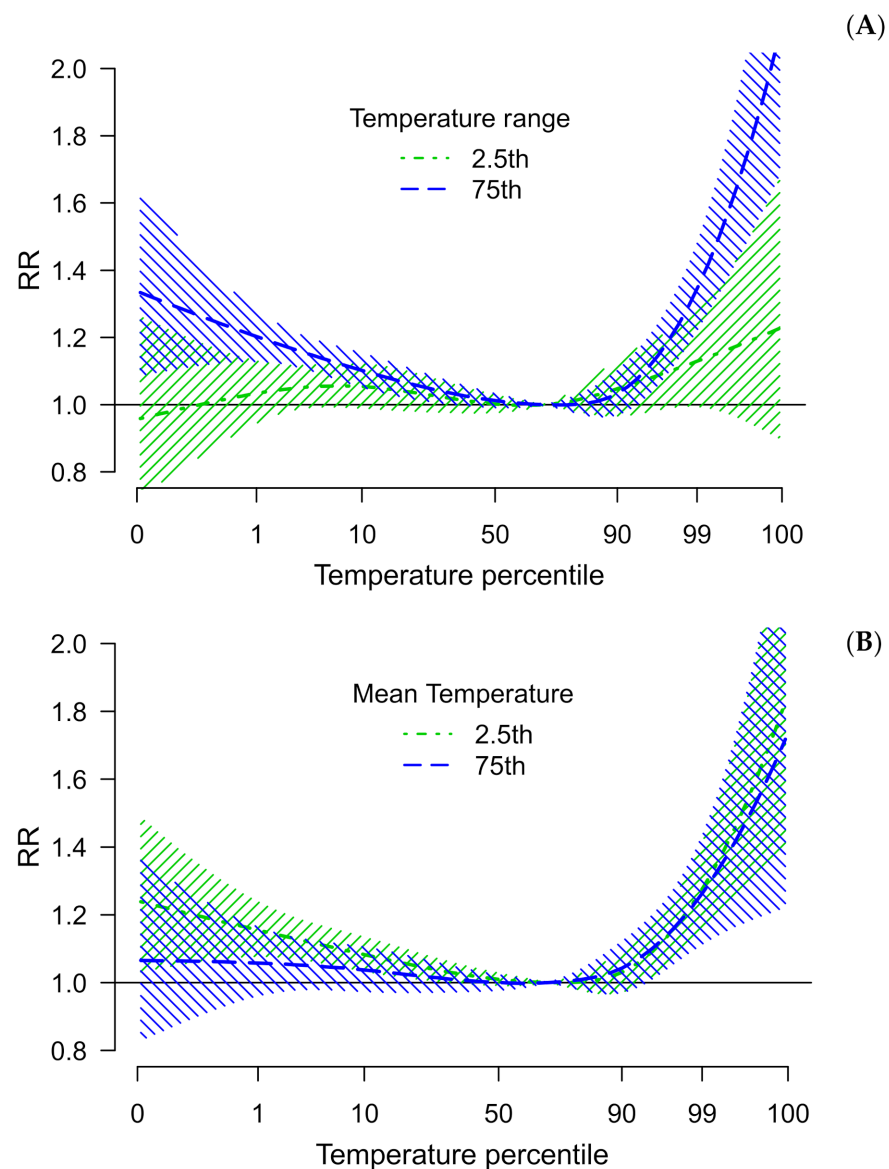 (A)
2.0
1.8
1.6
1.4
1.2
1.0
0.8
RR
Temperature range
2.5th
75th
0 1 10 50 90 99 100
Temperature percentile
(B)
2.0
1.8
1.6
1.4
1.2
1.0
0.8
RR
Mean Temperature
2.5th
75th
0 1 10 50 90 99 100
Temperature percentile